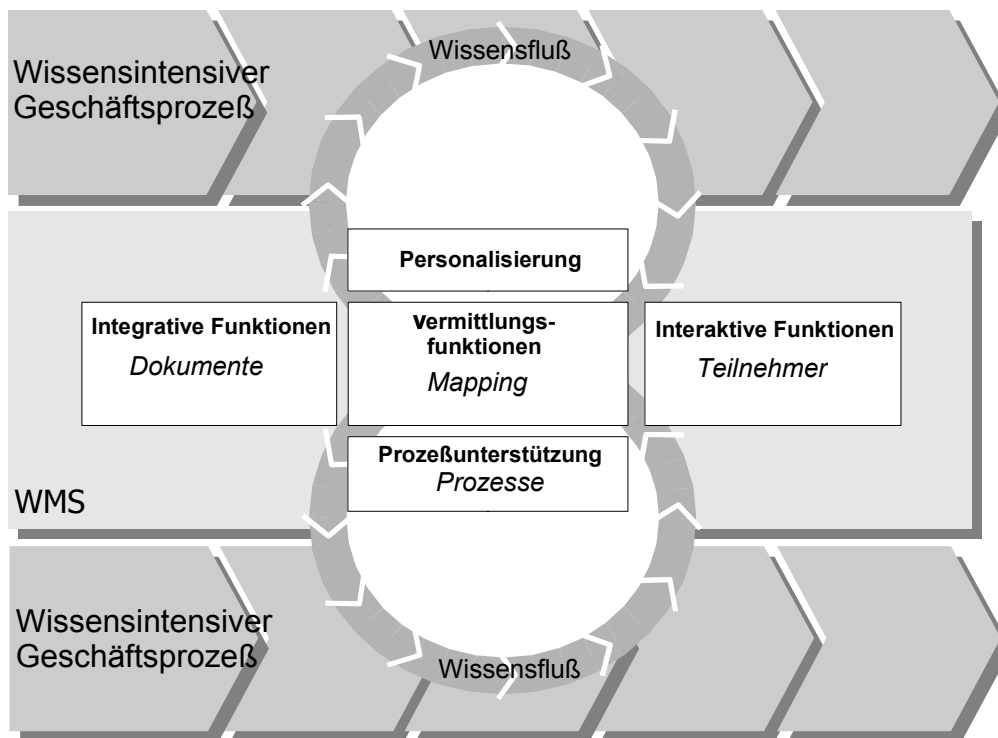 Wissensfluß
Wissensintensiver
Geschäftsprozeß
Personalisierung
Integrative Funktionen
Dokumente
Vermittlungs-
funktionen
Mapping
Interaktive Funktionen
Teilnehmer
Prozeßunterstützung
Prozesse
WMS
Wissensintensiver
Geschäftsprozeß
Wissensfluß